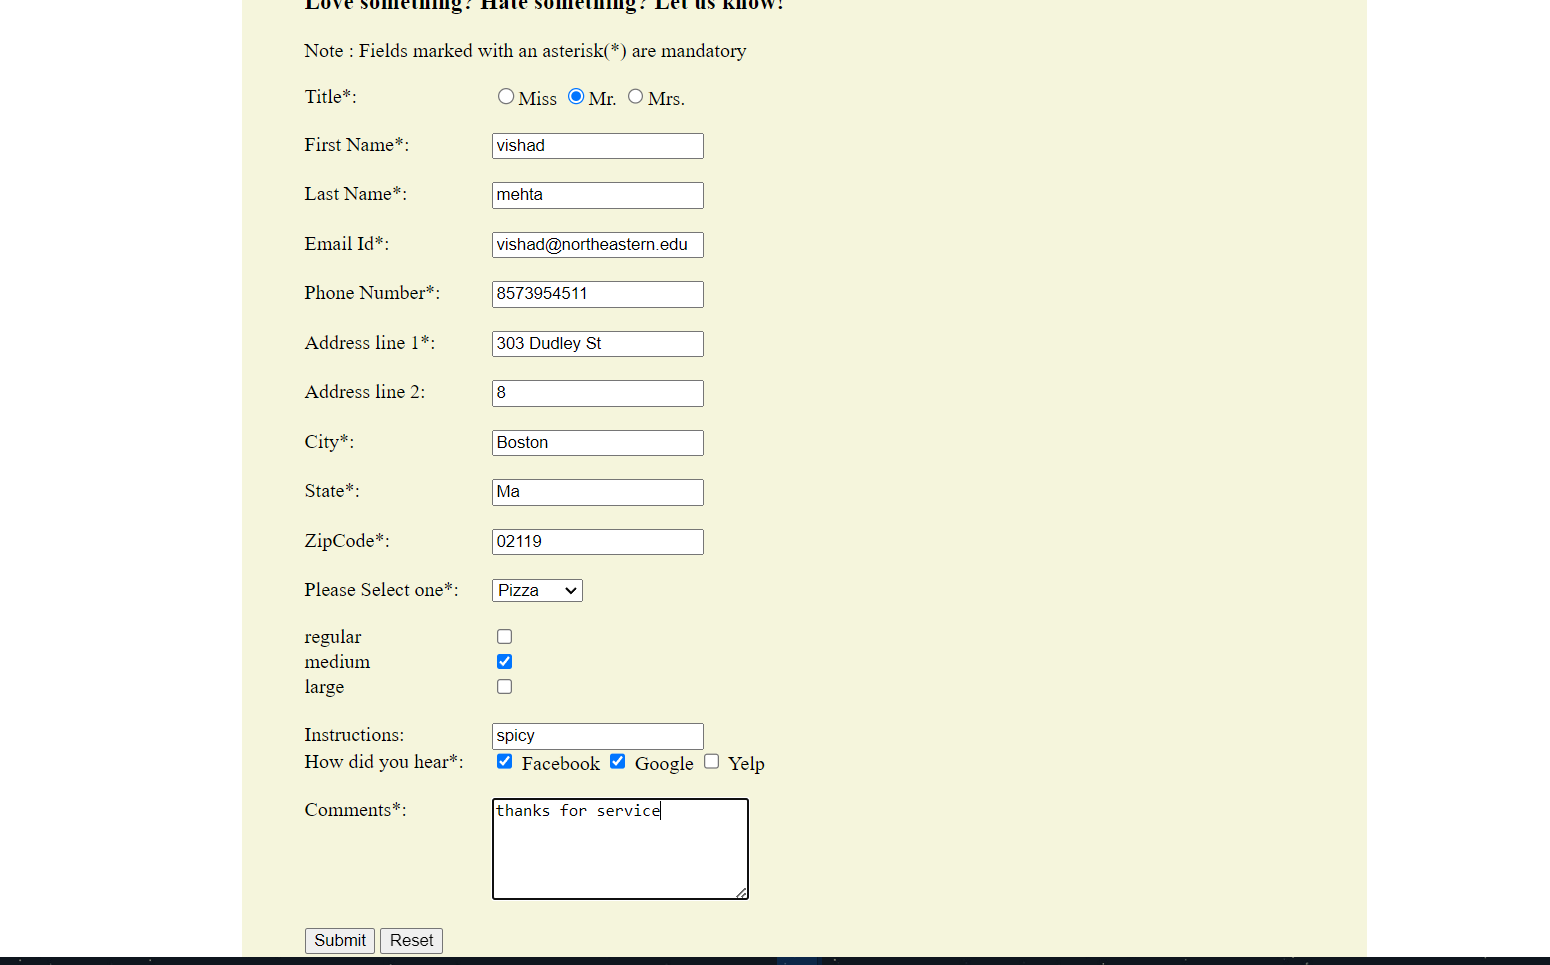 Love something? Hate something? Let us know!
Note : Fields marked with an asterisk(*) are mandatory
Title*: Miss Mr. Mrs.
First Name*: vishad
Last Name*: mehta
Email Id*: vishad@northeastern.edu
Phone Number*: 8573954511
Address line 1*: 303 Dudley St
Address line 2: 8
City*: Boston
State*: Ma
ZipCode*: 02119
Please Select one*: Pizza
regular
medium
large
Instructions: spicy
How did you hear*: Facebook Google Yelp
Comments*: thanks for service
Submit Reset